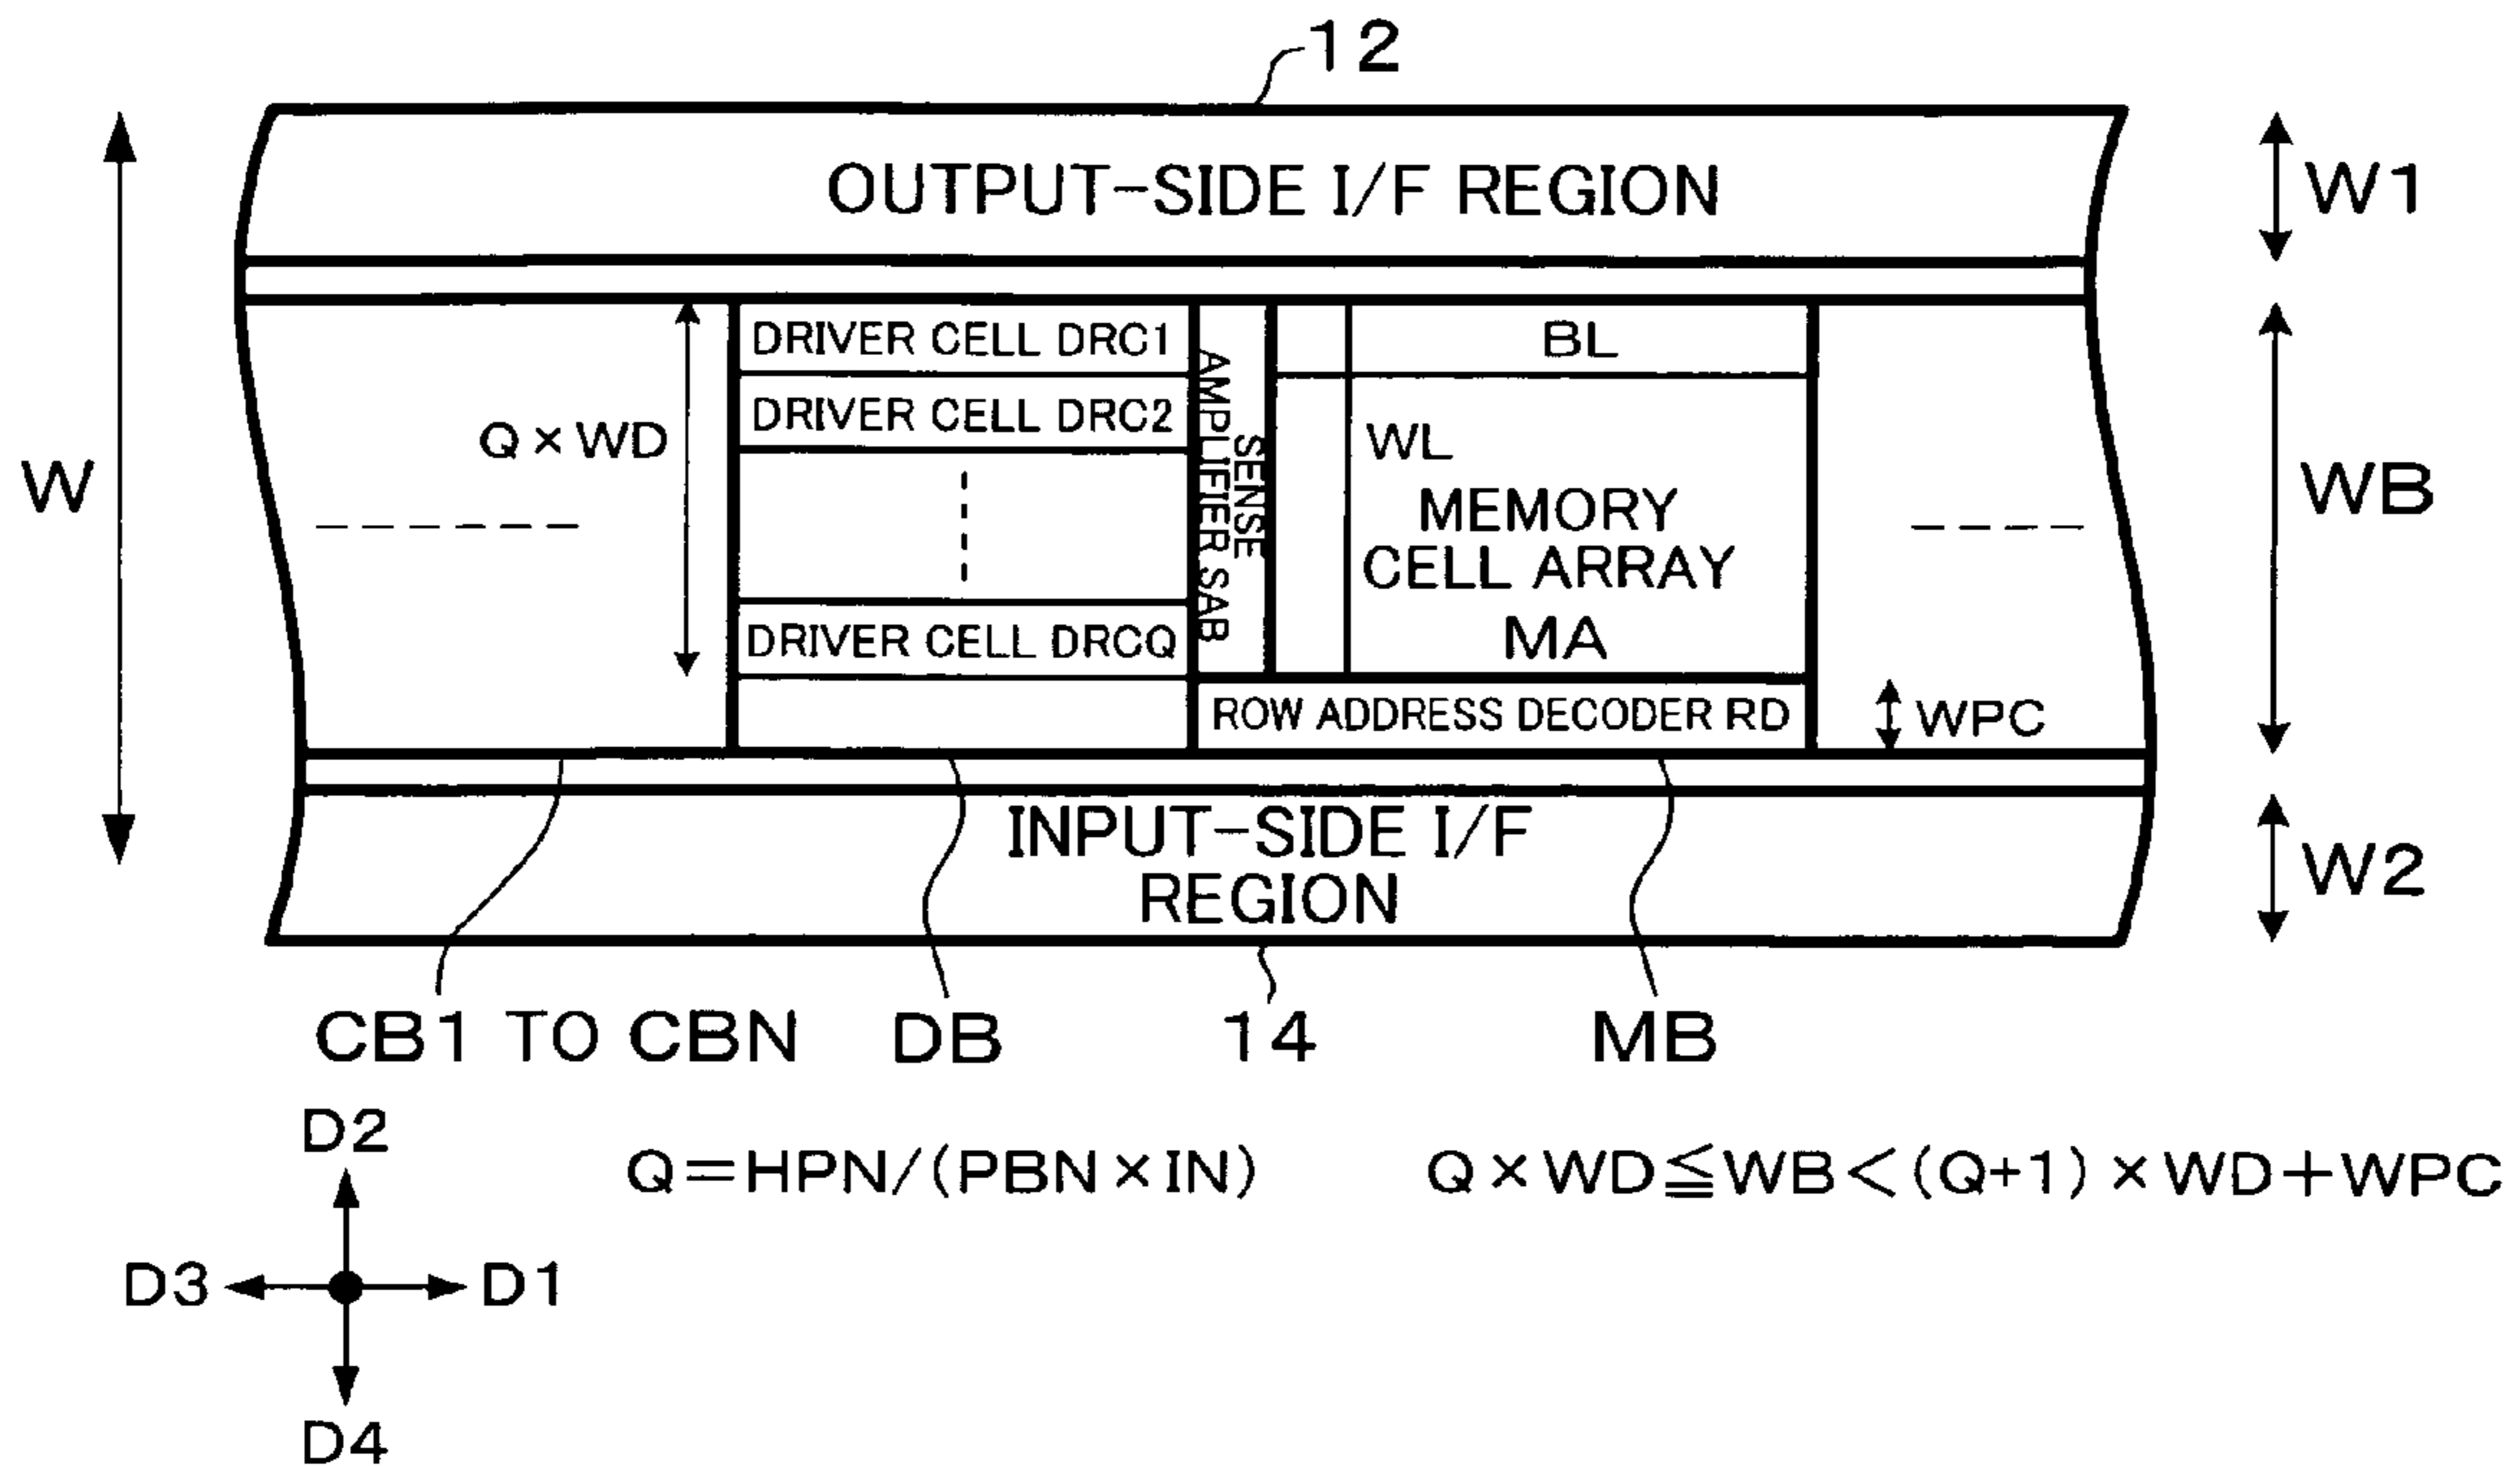 12
OUTPUT-SIDE I/F REGION
W1
W
Q×WD
DRIVER CELL DRC1
DRIVER CELL DRC2
DRIVER CELL DRCQ
SENSE
AMPLIFIER SAB
BL
WL
MEMORY
CELL ARRAY
MA
ROW ADDRESS DECODER RD
WPC
WB
INPUT-SIDE I/F
REGION
W2
CB1 TO CBN
DB
14
MB
Q=HPN/(PBN×IN)
Q×WD≦WB<(Q+1)×WD+WPC
D2
D3
D1
D4